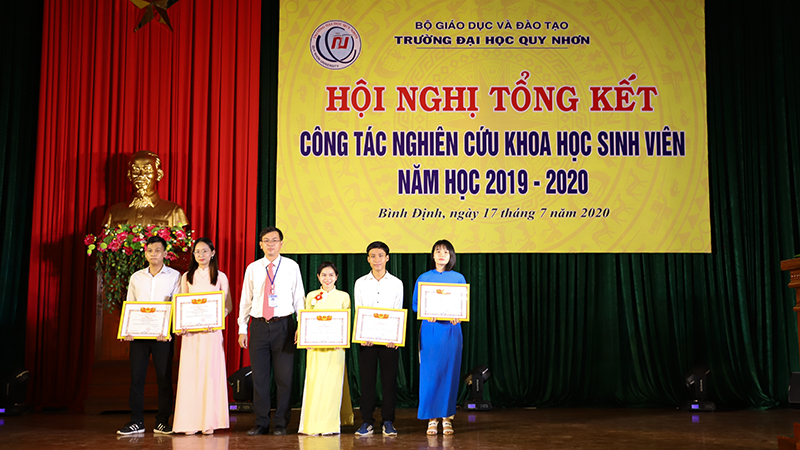 BỘ GIÁO DỤC VÀ ĐÀO TẠO
TRƯỜNG ĐẠI HỌC QUY NHƠN
HỘI NGHỊ TỔNG KẾT
CÔNG TÁC NGHIÊN CỨU KHOA HỌC SINH VIÊN
NĂM HỌC 2019 - 2020
Bình Định, ngày 17 tháng 7 năm 2020